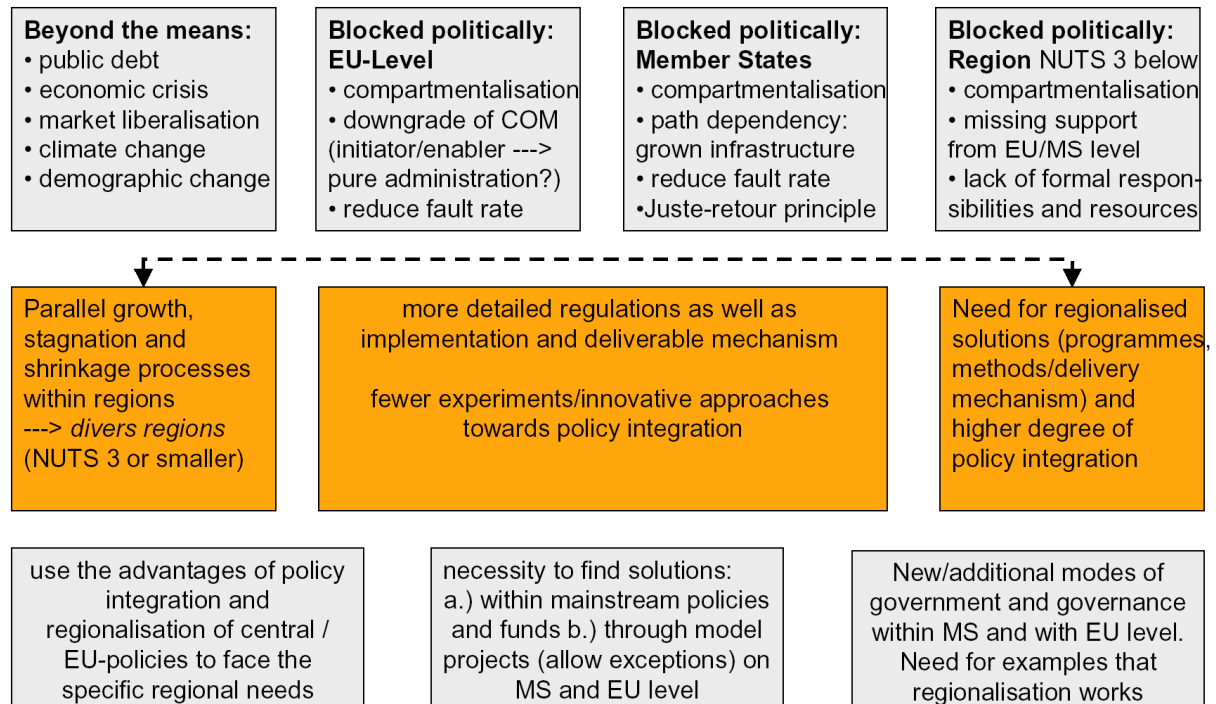 Beyond the means:
• public debt
• economic crisis
• market liberalisation
• climate change
• demographic change
Blocked politically:
EU-Level
• compartmentalisation
• downgrade of COM
(initiator/enabler --->
pure administration?)
• reduce fault rate
Blocked politically:
Member States
• compartmentalisation
• path dependency:
grown infrastructure
• reduce fault rate
•Juste-retour principle
Blocked politically:
Region NUTS 3 below
• compartmentalisation
• missing support
from EU/MS level
• lack of formal respon-
sibilities and resources
Parallel growth,
stagnation and
shrinkage processes
within regions
---> divers regions
(NUTS 3 or smaller)
more detailed regulations as well as
implementation and deliverable mechanism
fewer experiments/innovative approaches
towards policy integration
Need for regionalised
solutions (programmes,
methods/delivery
mechanism) and
higher degree of
policy integration
use the advantages of policy
integration and
regionalisation of central /
EU-policies to face the
specific regional needs
necessity to find solutions:
a.) within mainstream policies
and funds b.) through model
projects (allow exceptions) on
MS and EU level
New/additional modes of
government and governance
within MS and with EU level.
Need for examples that
regionalisation works